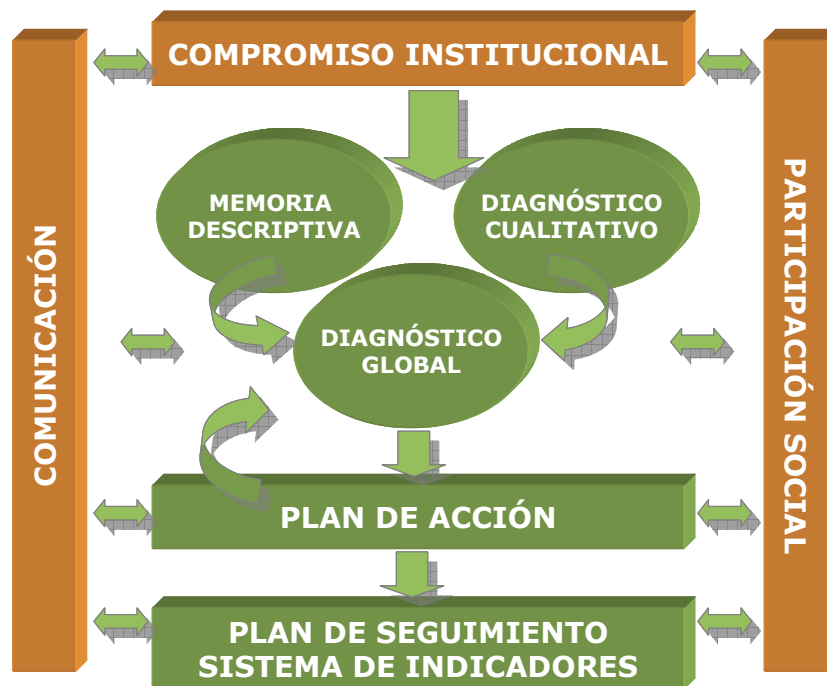 COMPROMISO INSTITUCIONAL
COMUNICACIÓN
PARTICIPACIÓN SOCIAL
MEMORIA
DESCRIPTIVA
DIAGNÓSTICO
CUALITATIVO
DIAGNÓSTICO
GLOBAL
PLAN DE ACCIÓN
PLAN DE SEGUIMIENTO
SISTEMA DE INDICADORES